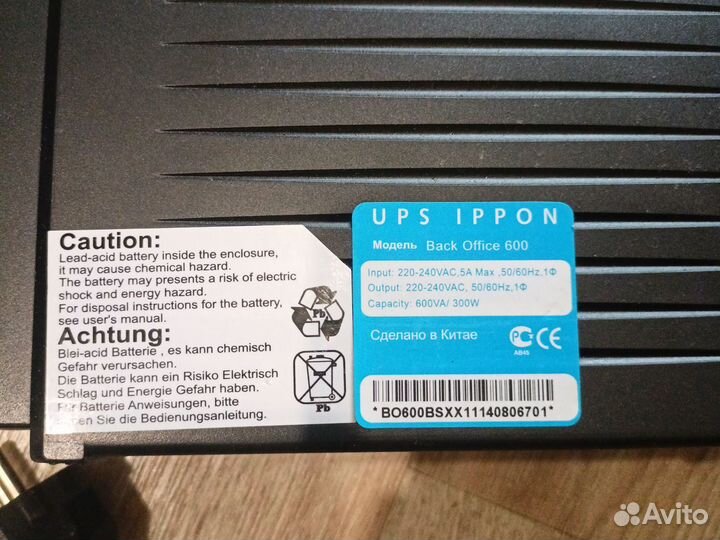 Caution:
Lead-acid battery inside the enclosure,
it may cause chemical hazard.
The battery may presents a risk of electric
shock and energy hazard.
For disposal instructions for the battery,
see user's manual.
Pb
Achtung:
Blei-acid Batterie , es kann chemisch
Gefahr verursachen.
Die Batterie kann ein Risiko Elektrisch
Schlag und Energie Gefahr haben.
Für Batterie Anweisungen, bitte
Sie die Bedienungsanleitung.
Pb
UPS IPPON
Модель Back Office 600
Input: 220-240VAC,5A Max ,50/60Hz,1Ф
Output: 220-240VAC, 50/60Hz,1Ф
Capacity: 600VA/ 300W
Сделано в Китае
CE
АВ45
*BO600BSXX11140806701*
Avito